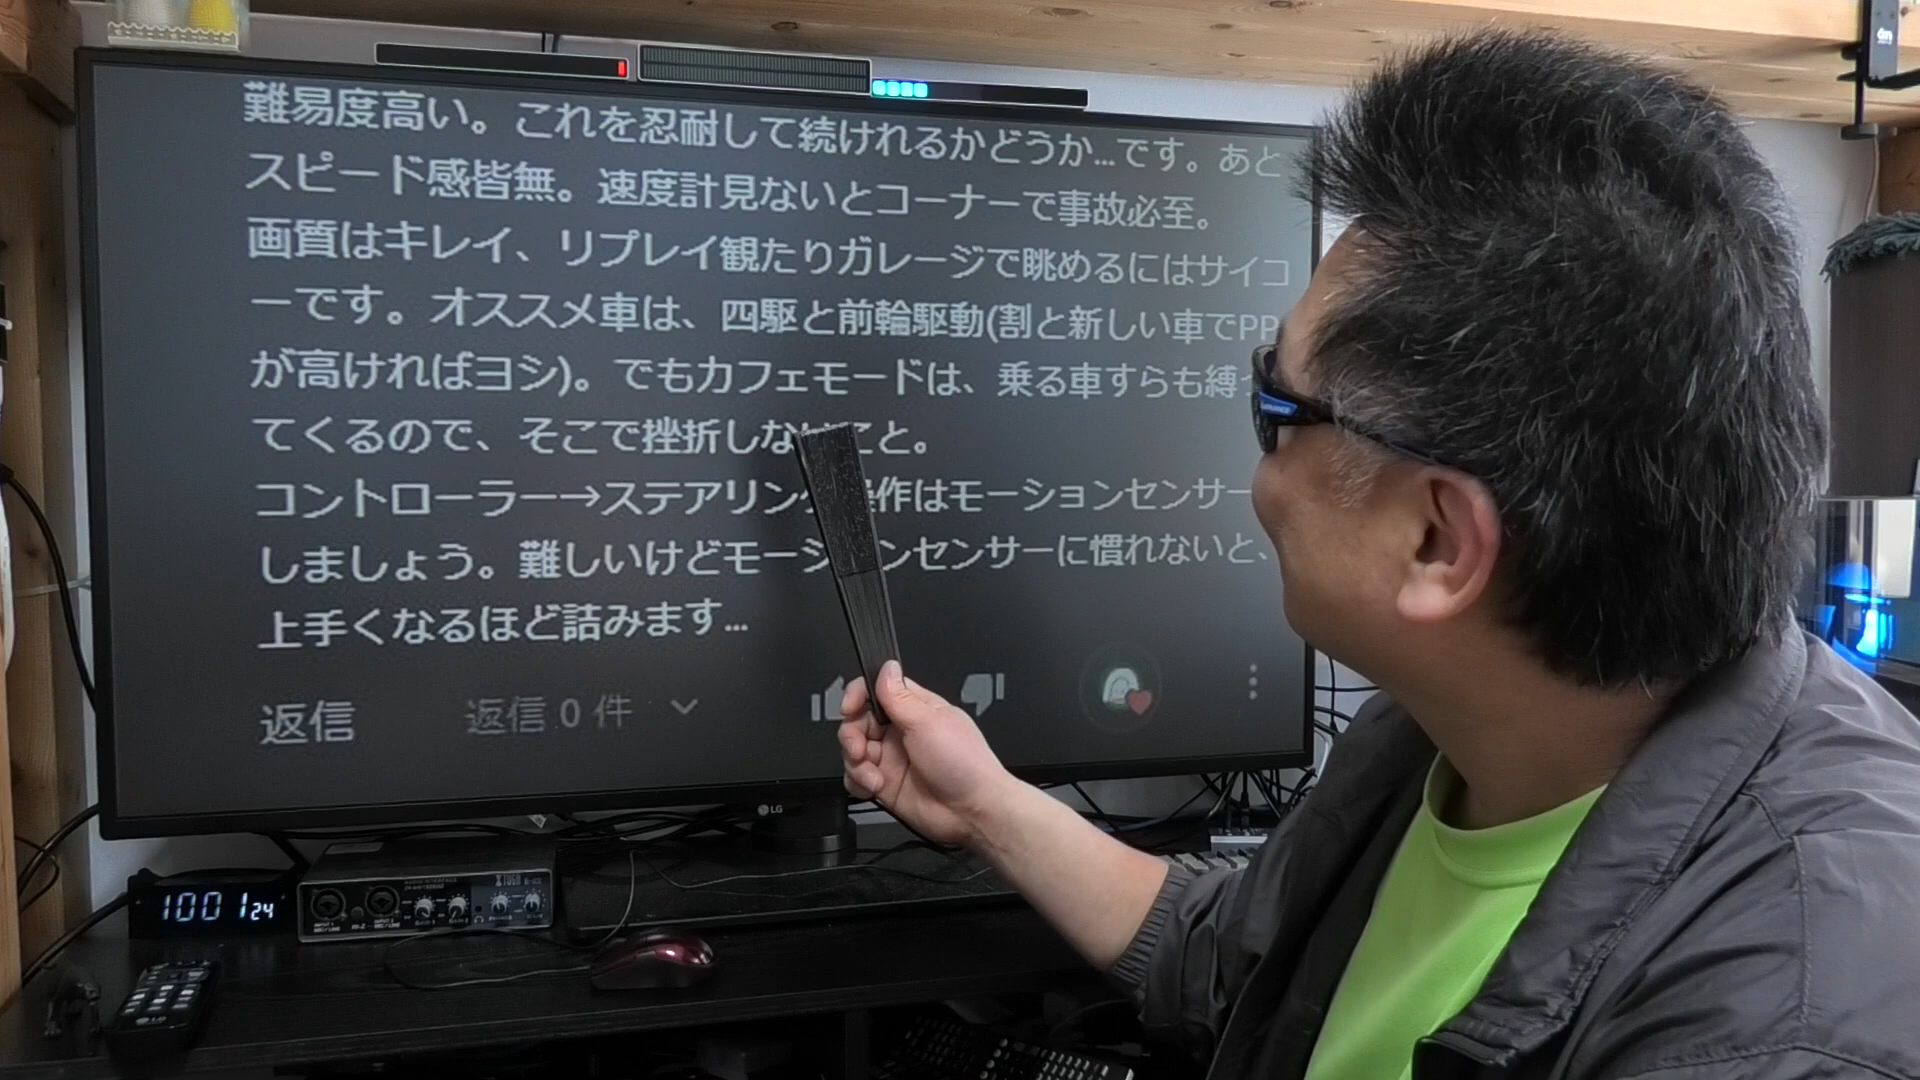 難易度高い。これを忍耐して続けれるかどうか...です。あと
スピード感皆無。速度計見ないとコーナーで事故必至。
画質はキレイ、リプレイ観たりガレージで眺めるにはサイコ
ーです。オススメ車は、四駆と前輪駆動(割と新しい車でPP
が高ければヨシ)。でもカフェモードは、乗る車すらも縛っ
てくるので、そこで挫折しないこと。
コントローラー→ステアリング操作はモーションセンサー
しましょう。難しいけどモーションセンサーに慣れないと、
上手くなるほど詰みます...
返信
返信 0 件
LG
1001 24
LG